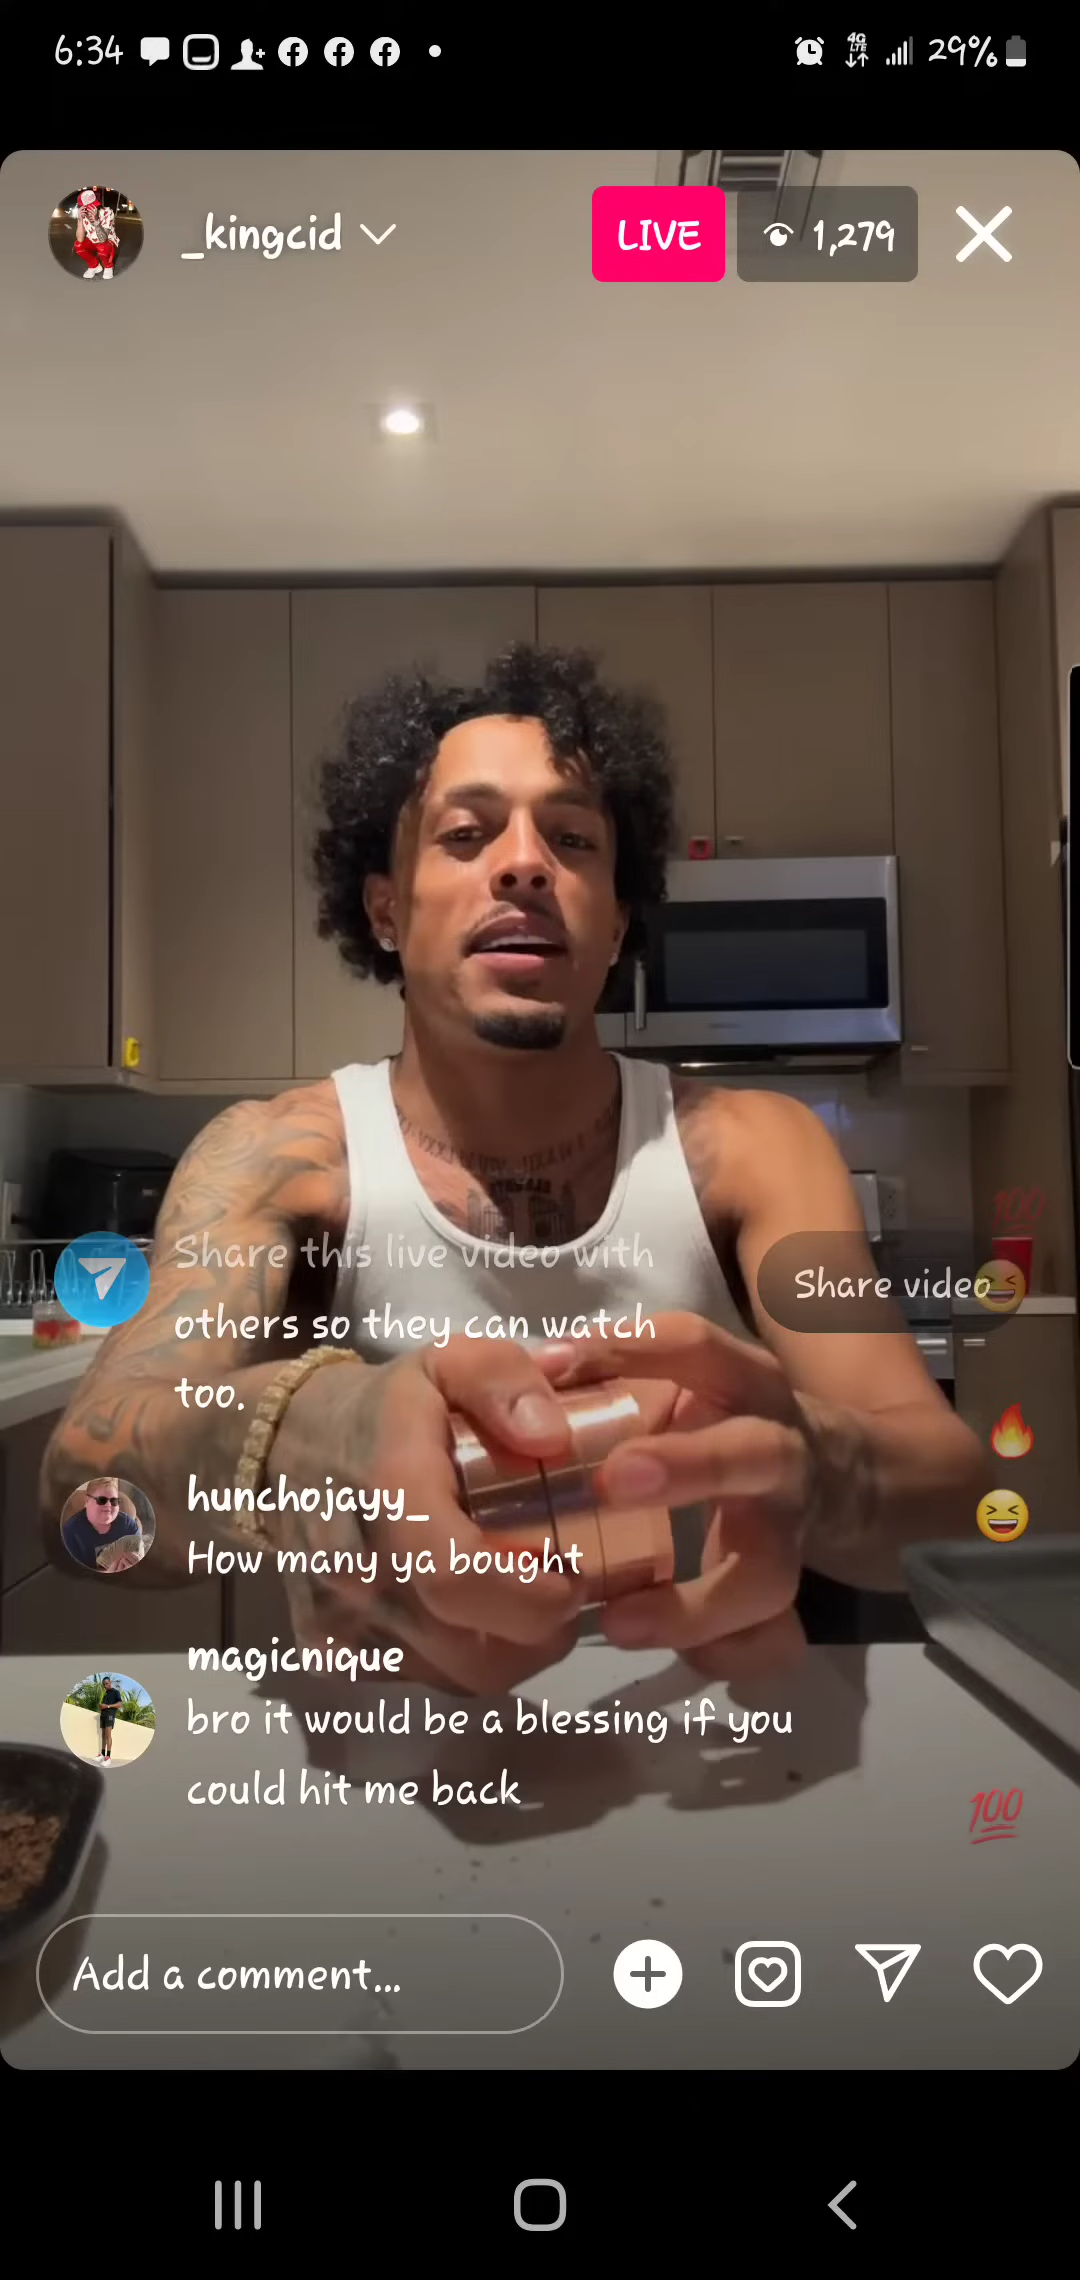 6:34
4G
LTE
29%
_kingcid
LIVE
1,279
Share this live video with
others so they can watch
too.
Share video
hunchojayy_
How many ya bought
magicnique
bro it would be a blessing if you
could hit me back
100
100
Add a comment...